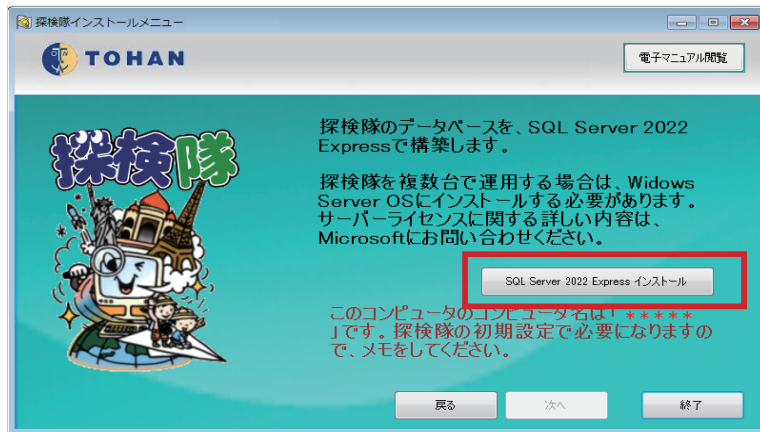 探検隊インストールメニュー
TOHAN
電子マニュアル閲覧
探検隊
探検隊のデータベースを、SQL Server 2022
Expressで構築します。
探検隊を複数台で運用する場合は、Widows
Server OSにインストールする必要があります。
サーバーライセンスに関する詳しい内容は、
Microsoftにお問い合わせください。
SQL Server 2022 Express インストール
このコンピュータのコンピュータ名は「*****
」です。探検隊の初期設定で必要になりますの
で、メモをしてください。
戻る
次へ
終了